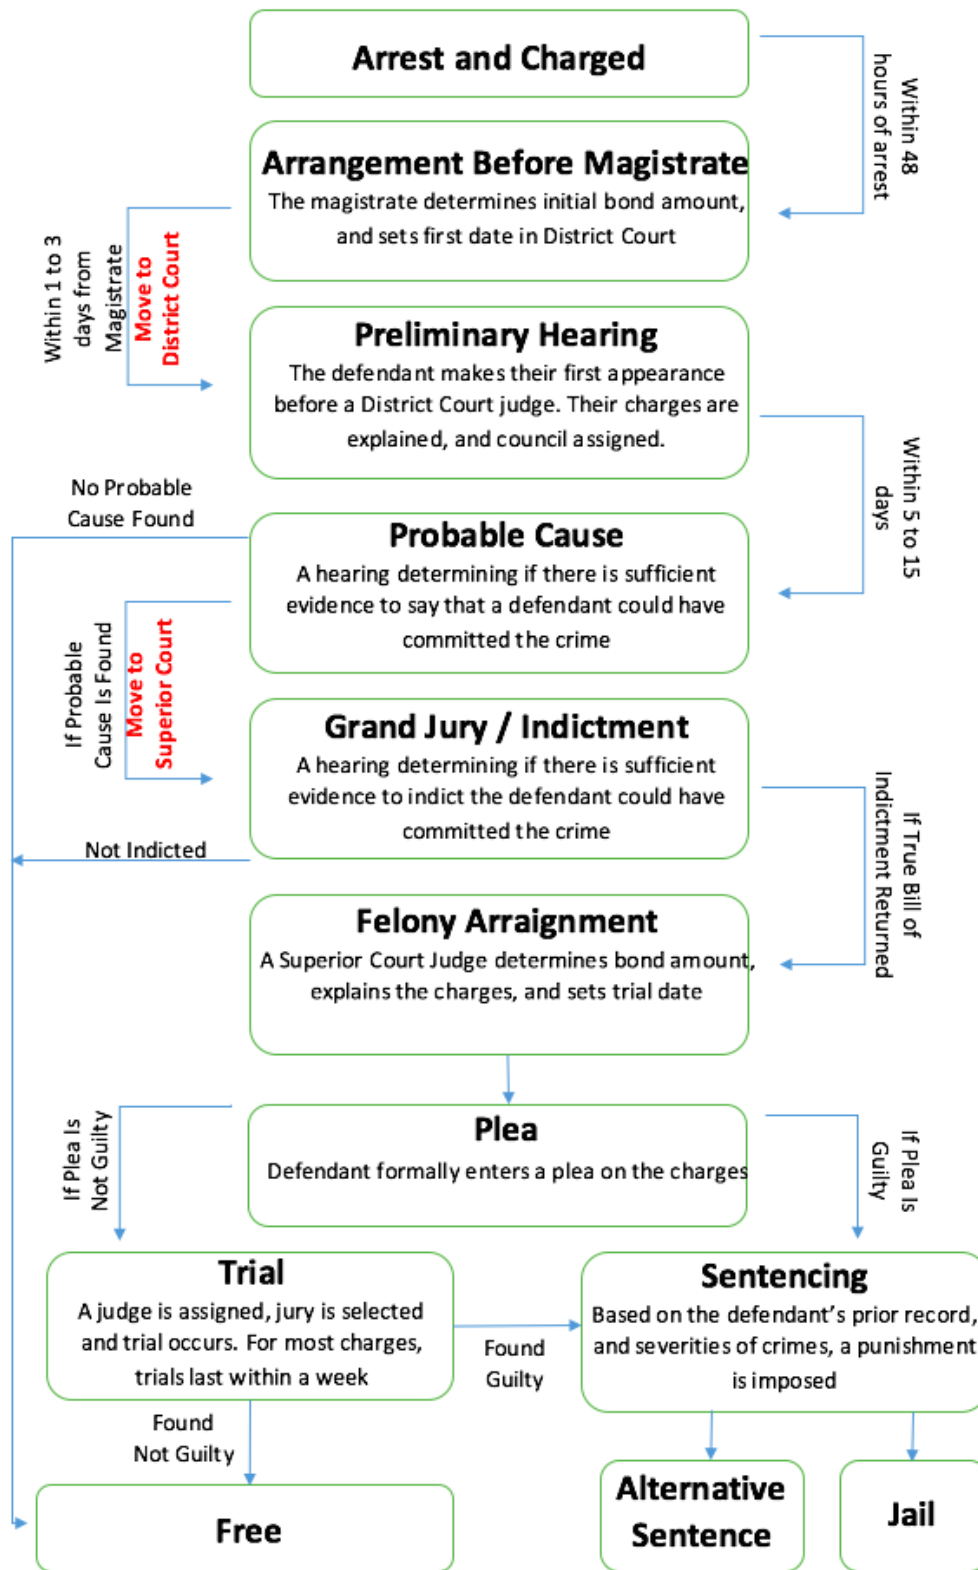 Arrest and Charged
Within 48
hours of arrest
Arrangement Before Magistrate
The magistrate determines initial bond amount,
and sets first date in District Court
Within 1 to 3
days from
Magistrate
Move to
District Court
Preliminary Hearing
The defendant makes their first appearance
before a District Court judge. Their charges are
explained, and council assigned.
Within 5 to 15
days
No Probable
Cause Found
Probable Cause
A hearing determining if there is sufficient
evidence to say that a defendant could have
committed the crime
If Probable
Cause Is Found
Move to
Superior Court
Grand Jury / Indictment
A hearing determining if there is sufficient
evidence to indict the defendant could have
committed the crime
If True Bill of
Indictment Returned
Not Indicted
Felony Arraignment
A Superior Court Judge determines bond amount,
explains the charges, and sets trial date
If Plea Is
Not Guilty
Plea
Defendant formally enters a plea on the charges
If Plea Is
Guilty
Trial
A judge is assigned, jury is selected
and trial occurs. For most charges,
trials last within a week
Found
Guilty
Sentencing
Based on the defendant's prior record,
and severities of crimes, a punishment
is imposed
Found
Not Guilty
Free
Alternative
Sentence
Jail